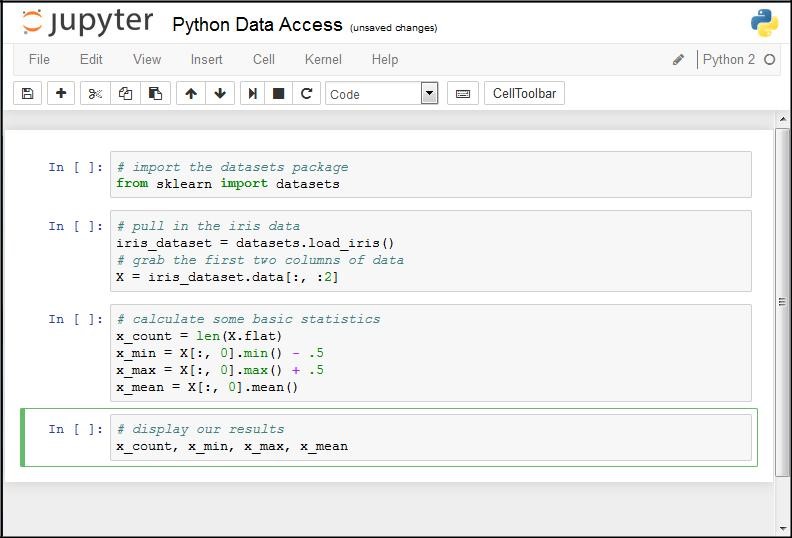 jupyter Python Data Access (unsaved changes)
File Edit View Insert Cell Kernel Help Python 2
Code CellToolbar
In [ ]: # import the datasets package
from sklearn import datasets
In [ ]: # pull in the iris data
iris_dataset = datasets.load_iris()
# grab the first two columns of data
X = iris_dataset.data[:, :2]
In [ ]: # calculate some basic statistics
x_count = len(X.flat)
x_min = X[:, 0].min() - .5
x_max = X[:, 0].max() + .5
x_mean = X[:, 0].mean()
In [ ]: # display our results
x_count, x_min, x_max, x_mean